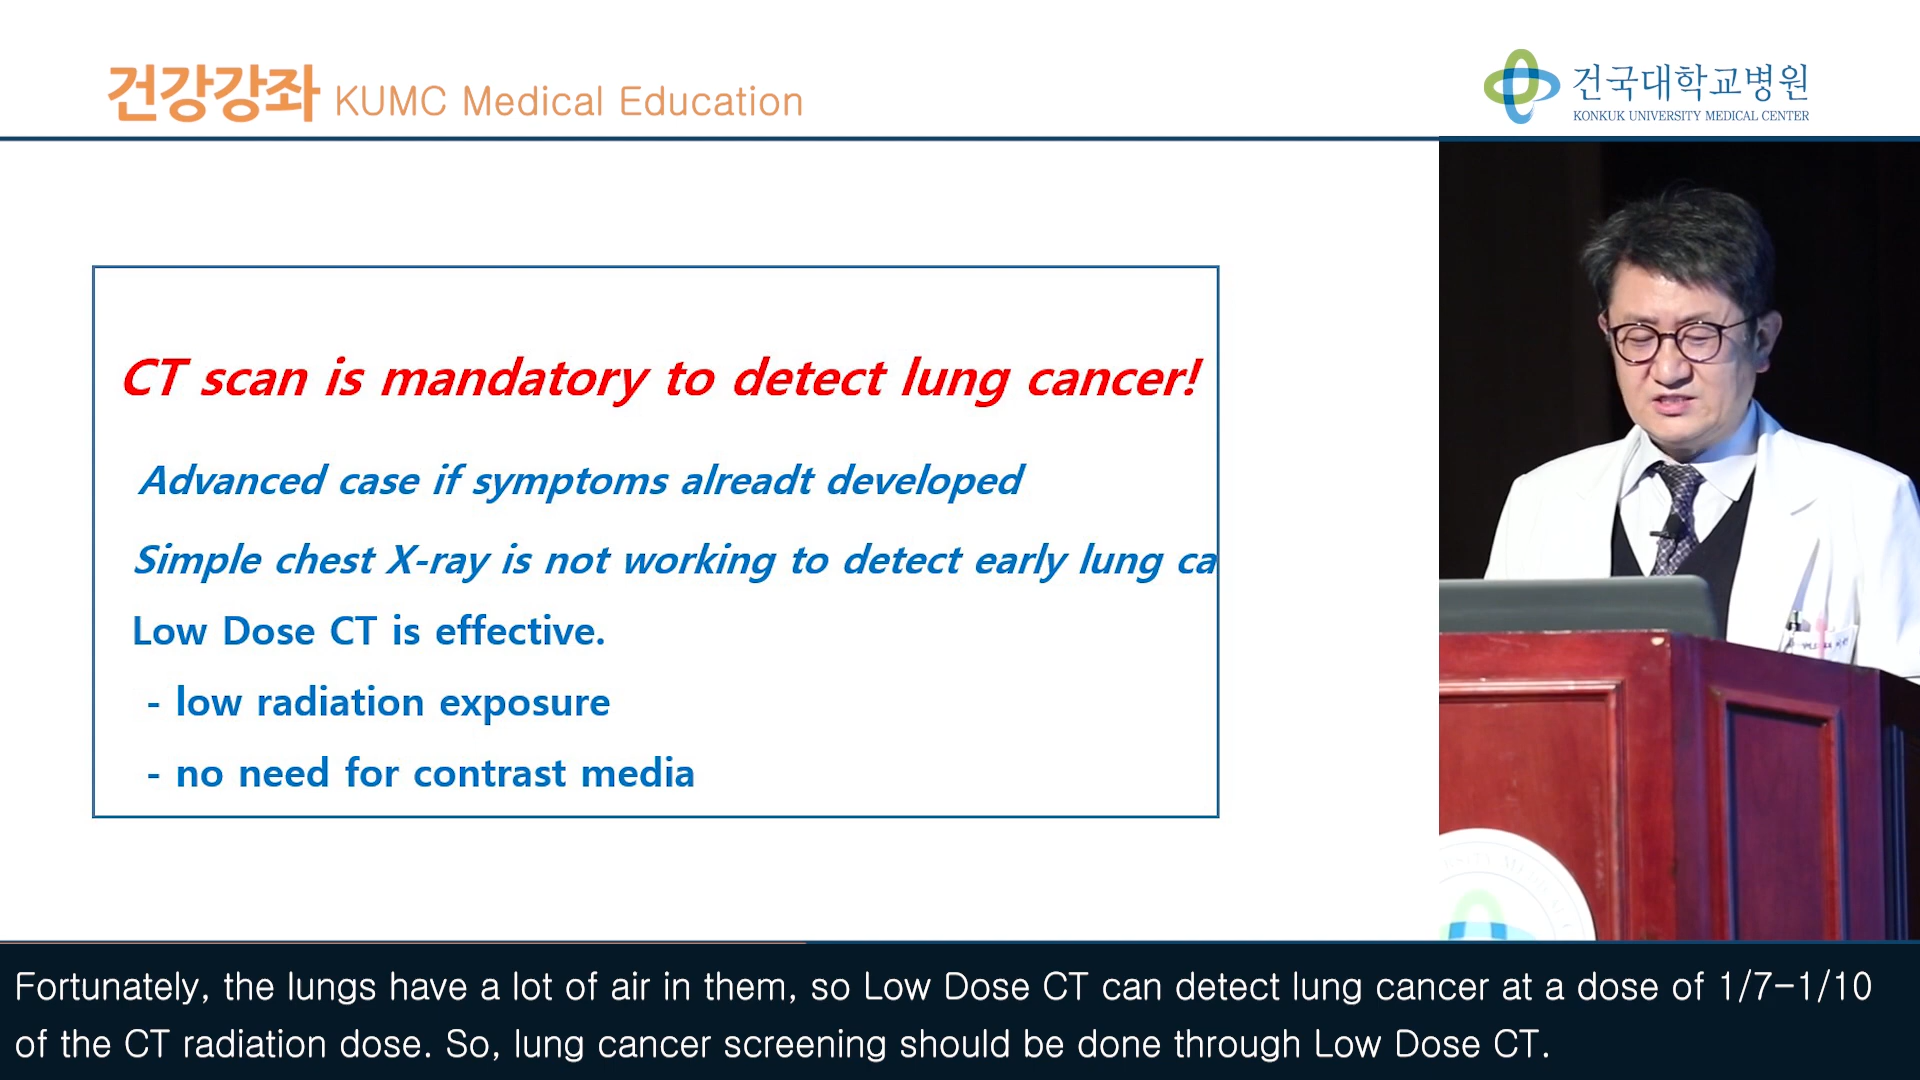 건강강좌 KUMC Medical Education
건국대학교병원
KONKUK UNIVERSITY MEDICAL CENTER
CT scan is mandatory to detect lung cancer!
Advanced case if symptoms alreadt developed
Simple chest X-ray is not working to detect early lung ca
Low Dose CT is effective.
- low radiation exposure
- no need for contrast media
Fortunately, the lungs have a lot of air in them, so Low Dose CT can detect lung cancer at a dose of 1/7-1/10
of the CT radiation dose. So, lung cancer screening should be done through Low Dose CT.